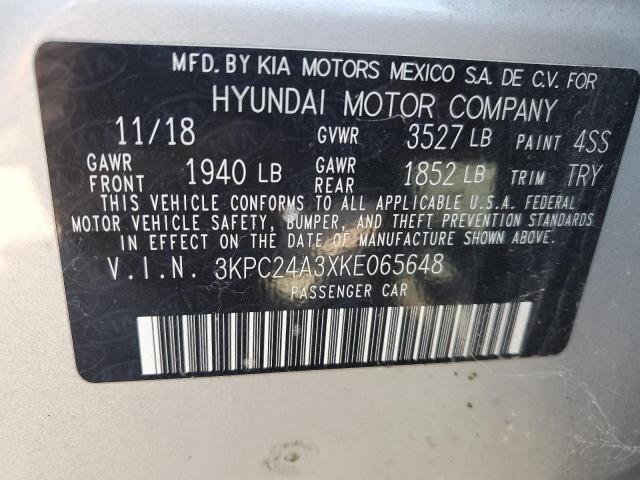 MFD. BY KIA MOTORS MEXICO S.A. DE C.V. FOR
HYUNDAI MOTOR COMPANY
11/18 GVWR 3527 LB PAINT 4SS
GAWR FRONT 1940 LB GAWR REAR 1852 LB TRIM TRY
THIS VEHICLE CONFORMS TO ALL APPLICABLE U.S.A. FEDERAL
MOTOR VEHICLE SAFETY, BUMPER, AND THEFT PREVENTION STANDARDS
IN EFFECT ON THE DATE OF MANUFACTURE SHOWN ABOVE.
V.I.N. 3KPC24A3XKE065648
PASSENGER CAR